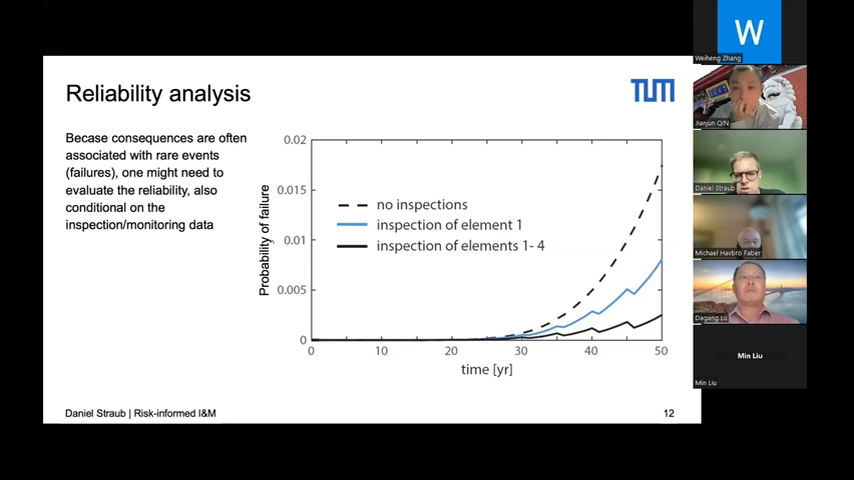 Reliability analysis
TUM
Becase consequences are often
associated with rare events
(failures), one might need to
evaluate the reliability, also
conditional on the
inspection/monitoring data
Probability of failure
0.02
0.015
0.01
0.005
0
no inspections
inspection of element 1
inspection of elements 1- 4
0 10 20 30 40 50
time [yr]
Daniel Straub | Risk-informed I&M
12
W
Weiheng Zhang
Jianjun QIN
Daniel Straub
Michael Havbro Faber
Dagang Lu
Min Liu
Min Liu